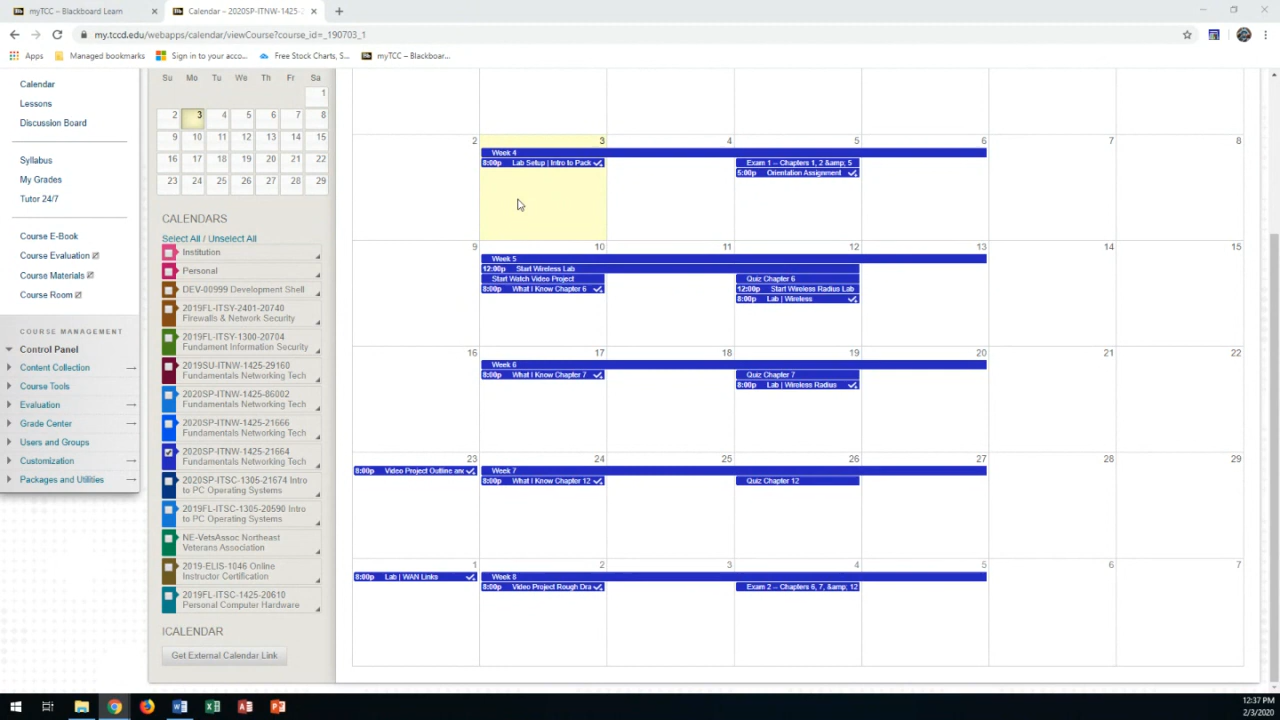 myTCC – Blackboard Learn
Calendar – 2020SP-ITNW-1425-2
my.tccd.edu/webapps/calendar/viewCourse?course_id=_190703_1
Apps
Managed bookmarks
Sign in to your acco...
Free Stock Charts, S...
myTCC – Blackboar...
Calendar
Lessons
Discussion Board
Syllabus
My Grades
Tutor 24/7
Course E-Book
Course Evaluation
Course Materials
Course Room
COURSE MANAGEMENT
Control Panel
Content Collection
Course Tools
Evaluation
Grade Center
Users and Groups
Customization
Packages and Utilities
Su Mo Tu We Th Fr Sa
1
2 3 4 5 6 7 8
9 10 11 12 13 14 15
16 17 18 19 20 21 22
23 24 25 26 27 28 29
CALENDARS
Select All / Unselect All
Institution
Personal
DEV-00999 Development Shell
2019FL-ITSY-2401-20740
Firewalls & Network Security
2019FL-ITSY-1300-20704
Fundament Information Security
2019SU-ITNW-1425-29160
Fundamentals Networking Tech
2020SP-ITNW-1425-86002
Fundamentals Networking Tech
2020SP-ITNW-1425-21666
Fundamentals Networking Tech
2020SP-ITNW-1425-21664
Fundamentals Networking Tech
2020SP-ITSC-1305-21674 Intro
to PC Operating Systems
2019FL-ITSC-1305-20590 Intro
to PC Operating Systems
NE-VetsAssoc Northeast
Veterans Association
2019-ELIS-1046 Online
Instructor Certification
2019FL-ITSC-1425-20610
Personal Computer Hardware
ICALENDAR
Get External Calendar Link
2 3 4 5 6 7 8
Week 4
8:00p Lab Setup | Intro to Pack
Exam 1 -- Chapters 1, 2 &amp; 5
5:00p Orientation Assignment
9 10 11 12 13 14 15
Week 5
12:00p Start Wireless Lab
Start Watch Video Project
Quiz Chapter 6
8:00p What I Know Chapter 6
12:00p Start Wireless Radius Lab
8:00p Lab | Wireless
16 17 18 19 20 21 22
Week 6
8:00p What I Know Chapter 7
Quiz Chapter 7
8:00p Lab | Wireless Radius
23 24 25 26 27 28 29
8:00p Video Project Outline an
Week 7
8:00p What I Know Chapter 12
Quiz Chapter 12
1 2 3 4 5 6 7
8:00p Lab | WAN Links
Week 8
8:00p Video Project Rough Dra
Exam 2 -- Chapters 6, 7, &amp; 12
12:37 PM
2/3/2020